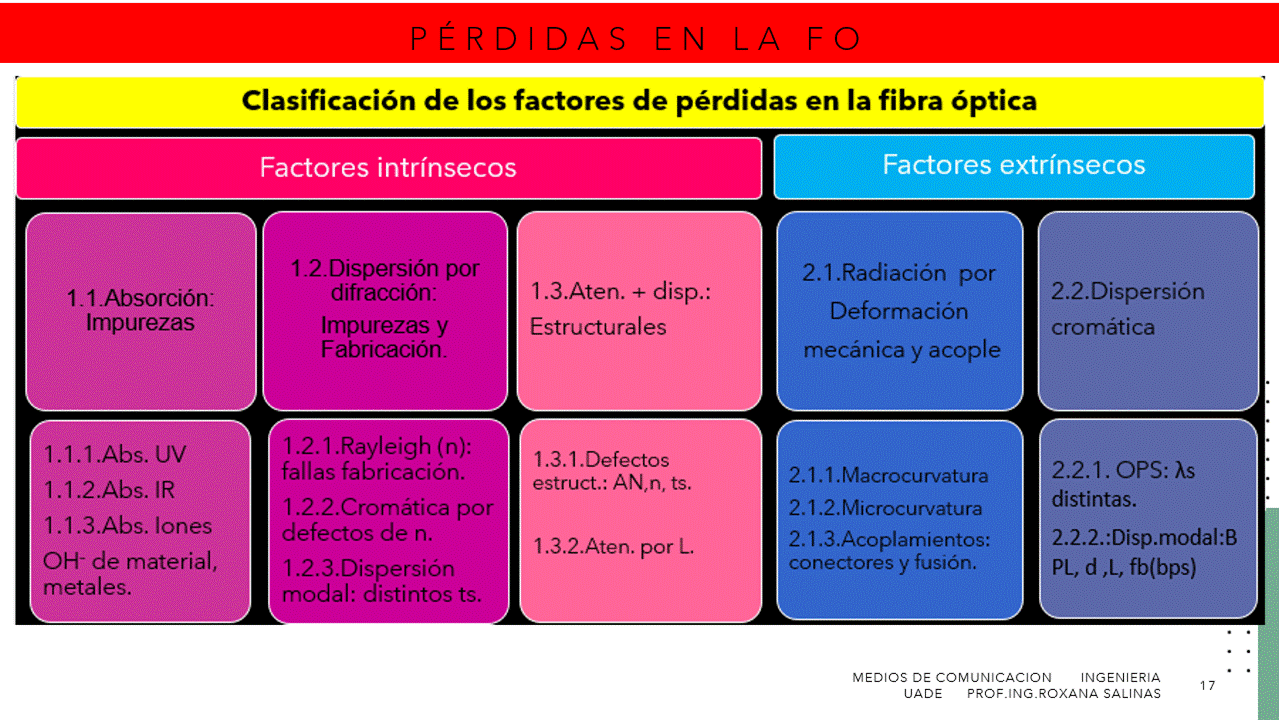 PÉRDIDAS EN LA FO
Clasificación de los factores de pérdidas en la fibra óptica
Factores intrínsecos
Factores extrínsecos
1.1.Absorción:
Impurezas
1.2.Dispersión por
difracción:
Impurezas y
Fabricación.
1.3.Aten. + disp.:
Estructurales
2.1.Radiación por
Deformación
mecánica y acople
2.2.Dispersión
cromática
1.1.1.Abs. UV
1.1.2.Abs. IR
1.1.3.Abs. Iones
OH- de material,
metales.
1.2.1.Rayleigh (n):
fallas fabricación.
1.2.2.Cromática por
defectos de n.
1.2.3.Dispersión
modal: distintos ts.
1.3.1.Defectos
estruct.: AN,n, ts.
1.3.2.Aten. por L.
2.1.1.Macrocurvatura
2.1.2.Microcurvatura
2.1.3.Acoplamientos:
conectores y fusión.
2.2.1. OPS: λs
distintas.
2.2.2.:Disp.modal:B
PL, d ,L, fb(bps)
MEDIOS DE COMUNICACION INGENIERIA
UADE PROF.ING.ROXANA SALINAS
17